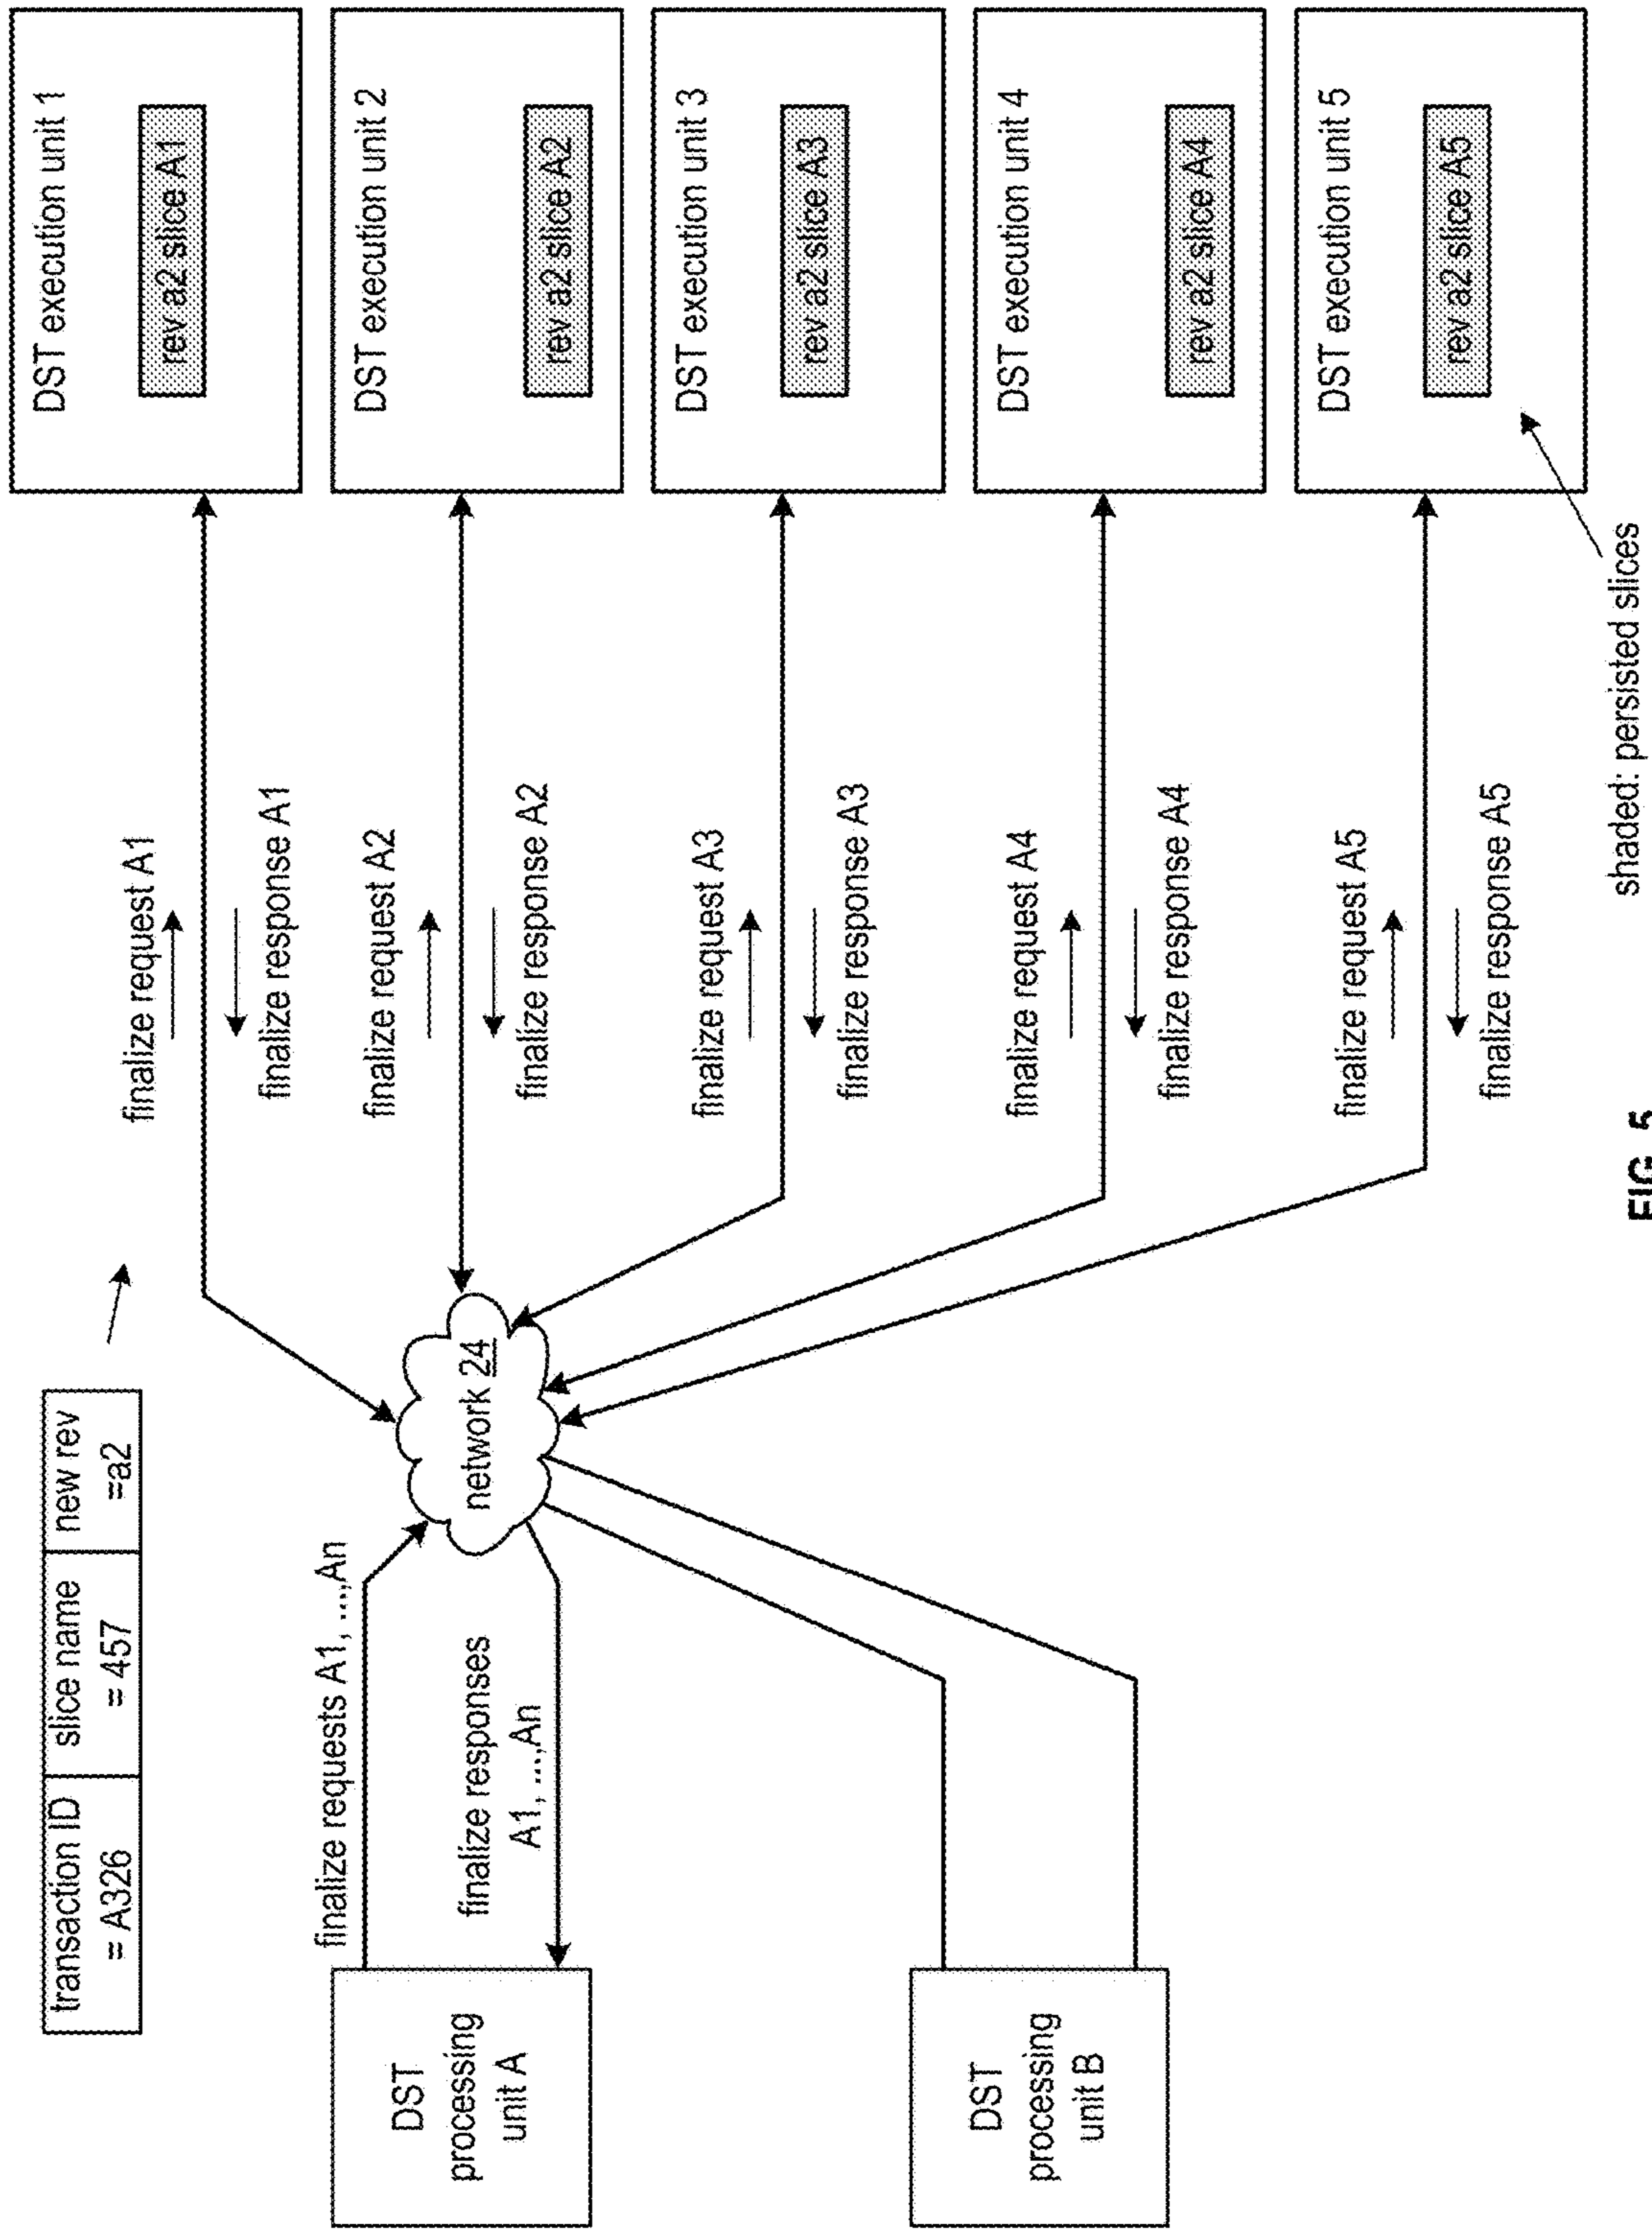 transaction ID
= A326
slice name
= 457
new rev
=a2
DST
processing
unit A
finalize requests A1, ...,An
finalize responses
A1, ...,An
DST
processing
unit B
network 24
finalize request A1
finalize response A1
finalize request A2
finalize response A2
finalize request A3
finalize response A3
finalize request A4
finalize response A4
finalize request A5
finalize response A5
DST execution unit 1
rev a2 slice A1
DST execution unit 2
rev a2 slice A2
DST execution unit 3
rev a2 slice A3
DST execution unit 4
rev a2 slice A4
DST execution unit 5
rev a2 slice A5
shaded: persisted slices
FIG. 5